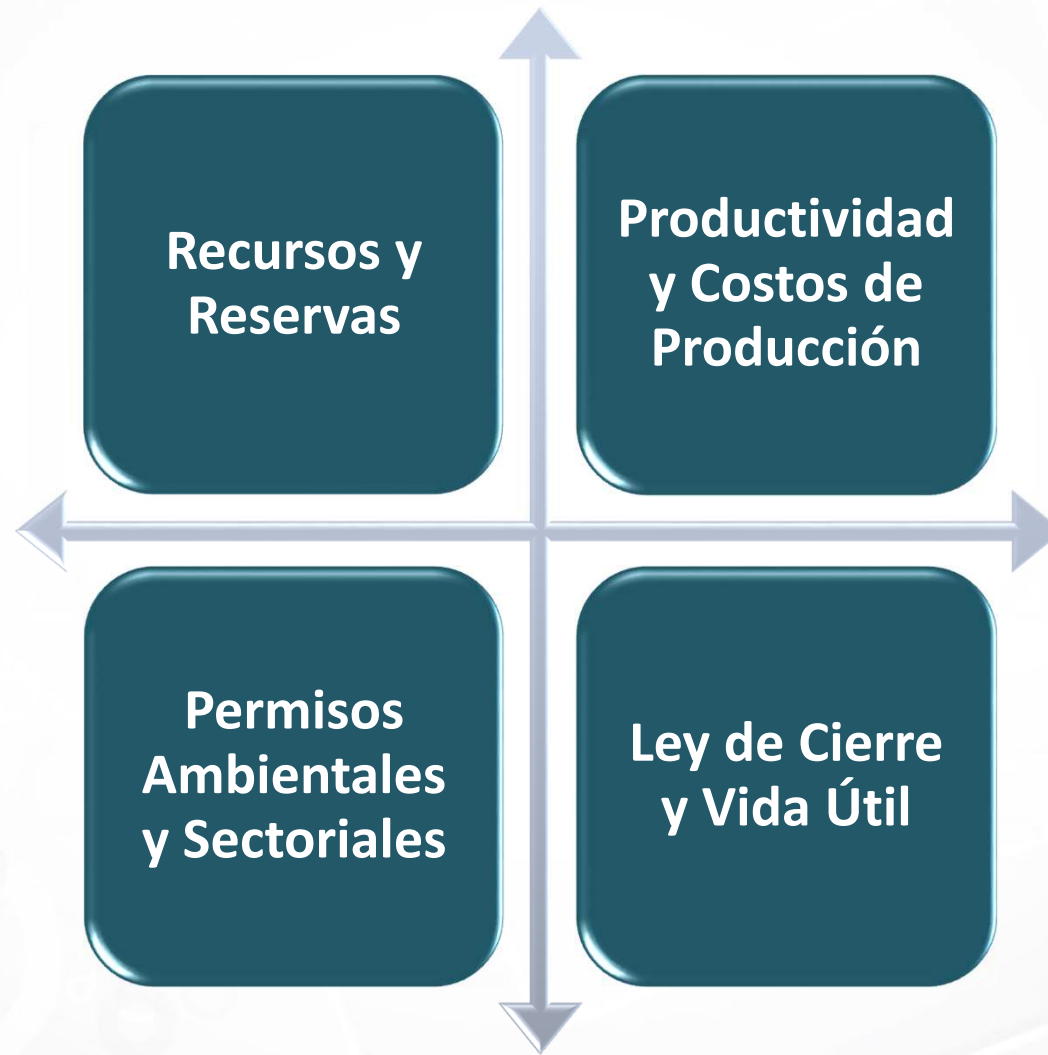 Recursos y
Reservas
Productividad
y Costos de
Producción
Permisos
Ambientales
y Sectoriales
Ley de Cierre
y Vida Útil